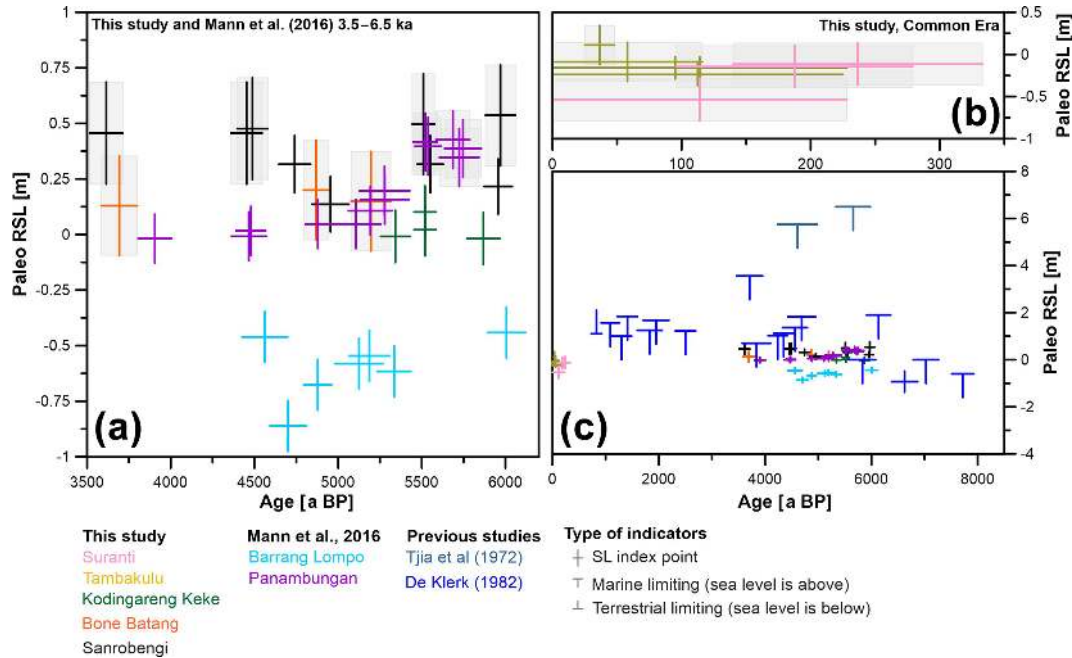 This study and Mann et al. (2016) 3.5–6.5 ka
1
0.75
0.5
0.25
0
-0.25
-0.5
-0.75
-1
Paleo RSL [m]
(a)
3500 4000 4500 5000 5500 6000
Age [a BP]
This study, Common Era
0.5
0
-0.5
-1
Paleo RSL [m]
(b)
0 100 200 300
8
6
4
2
0
-2
-4
Paleo RSL [m]
(c)
0 2000 4000 6000 8000
Age [a BP]
This study
Suranti
Tambakulu
Kodingareng Keke
Bone Batang
Sanrobengi
Mann et al., 2016
Barrang Lompo
Panambungan
Previous studies
Tjia et al (1972)
De Klerk (1982)
Type of indicators
SL index point
Marine limiting (sea level is above)
Terrestrial limiting (sea level is below)